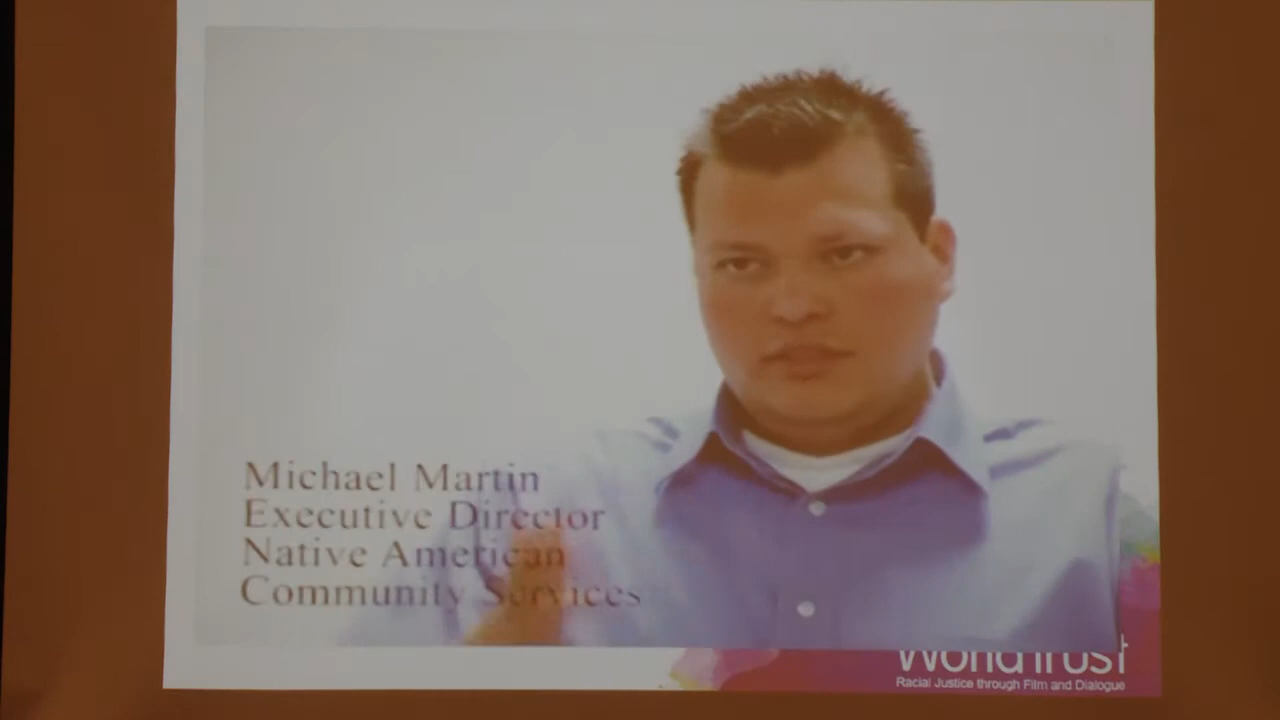 Michael Martin
Executive Director
Native American
Community Services
WorldTrust
Racial Justice through Film and Dialogue